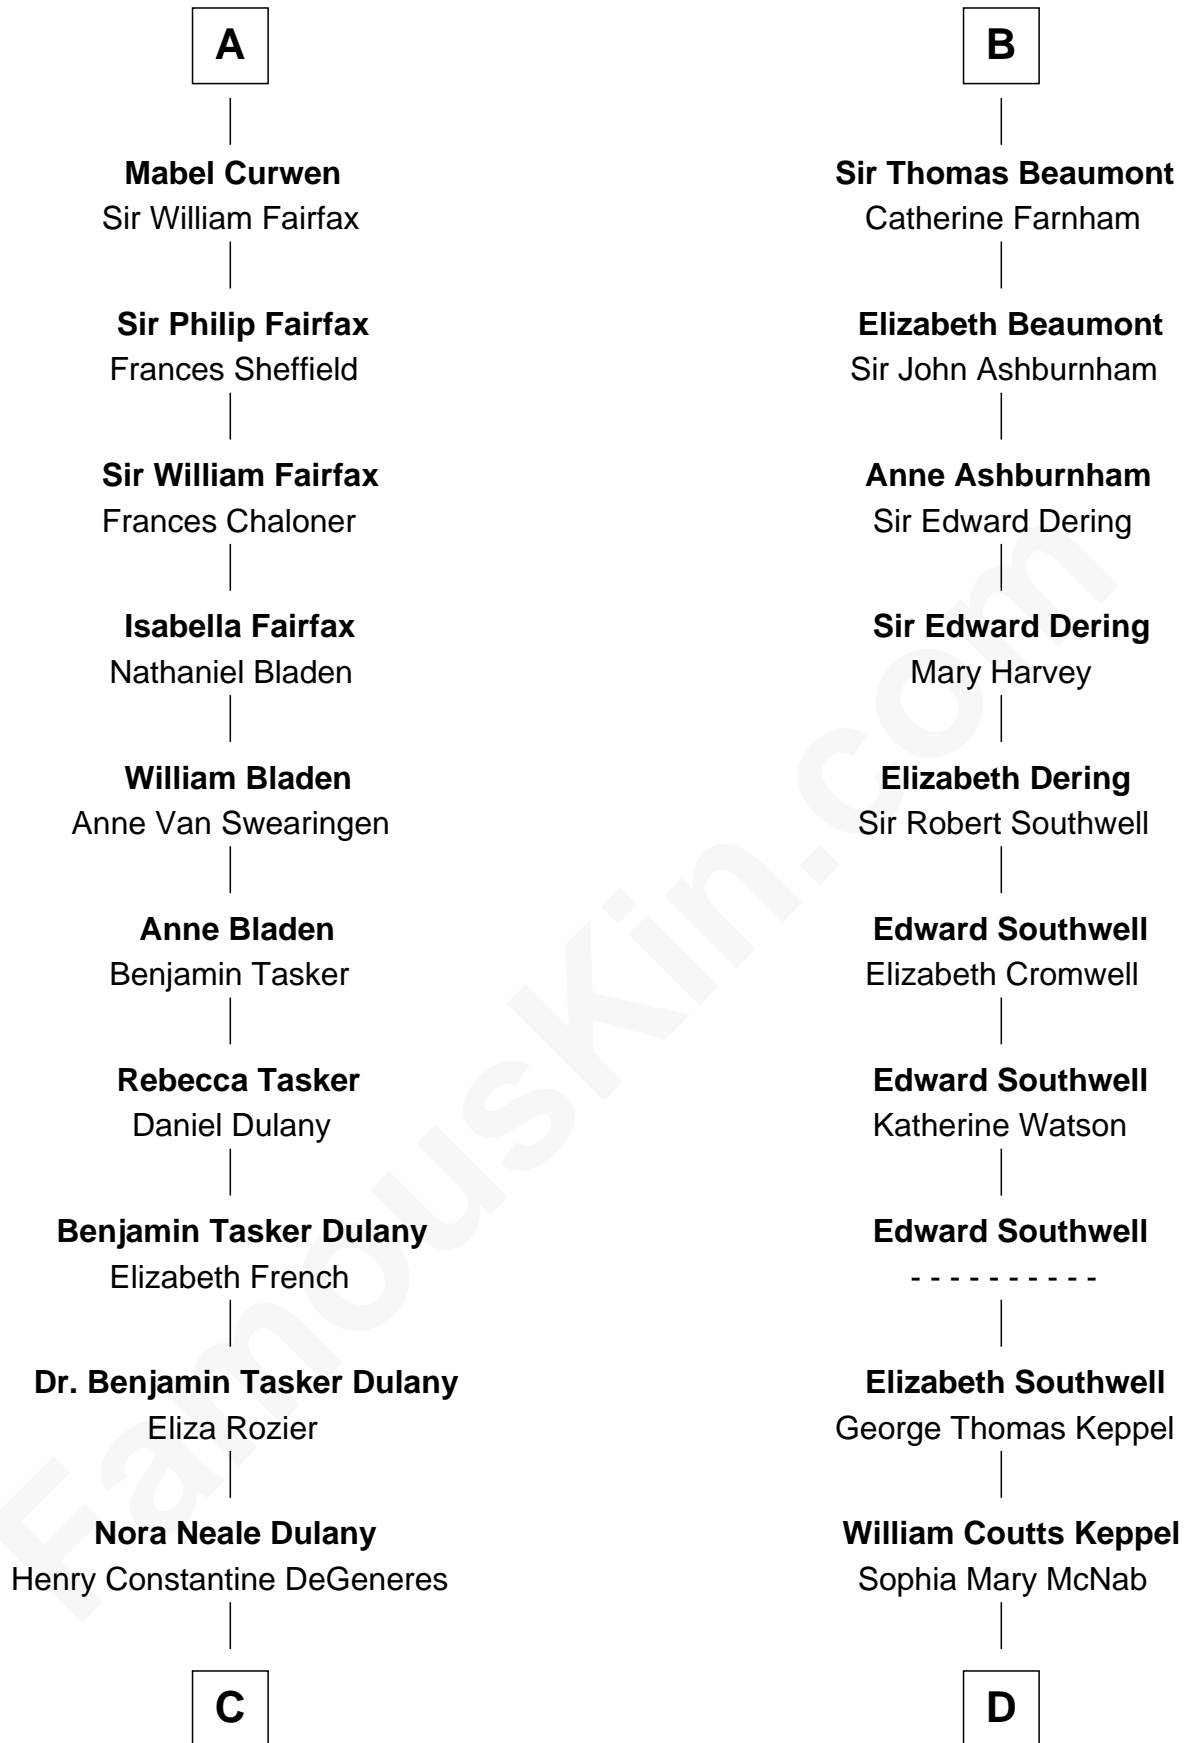 A
Mabel Curwen
Sir William Fairfax
Sir Philip Fairfax
Frances Sheffield
Sir William Fairfax
Frances Chaloner
Isabella Fairfax
Nathaniel Bladen
William Bladen
Anne Van Swearingen
Anne Bladen
Benjamin Tasker
Rebecca Tasker
Daniel Dulany
Benjamin Tasker Dulany
Elizabeth French
Dr. Benjamin Tasker Dulany
Eliza Rozier
Nora Neale Dulany
Henry Constantine DeGeneres
C
B
Sir Thomas Beaumont
Catherine Farnham
Elizabeth Beaumont
Sir John Ashburnham
Anne Ashburnham
Sir Edward Dering
Sir Edward Dering
Mary Harvey
Elizabeth Dering
Sir Robert Southwell
Edward Southwell
Elizabeth Cromwell
Edward Southwell
Katherine Watson
Edward Southwell
- - - - - - - - - -
Elizabeth Southwell
George Thomas Keppel
William Coutts Keppel
Sophia Mary McNab
D
FamousKin.com